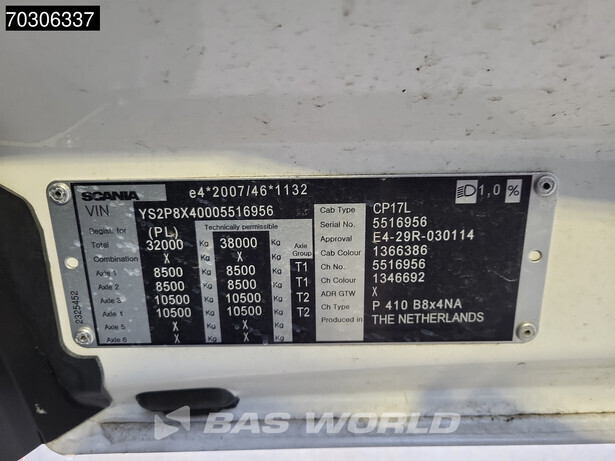 70306337
SCANIA e4*2007/46*1132
VIN YS2P8X40005516956
Reg for: (PL) Technically permissible
Total 32000 Kg 38000 Kg Axle Group
Combination X Kg X Kg
Axle 1 8500 Kg 8500 Kg T1
Axle 2 8500 Kg 8500 Kg T1
Axle 3 10500 Kg 10500 Kg T2
Axle 4 10500 Kg 10500 Kg T2
Axle 5 X Kg X Kg
Axle 6 X Kg X Kg
1,0 %
Cab Type CP17L
Serial No. 5516956
Approval E4-29R-030114
Cab Colour 1366386
Ch No. 5516956
Ch Colour 1346692
ADR GTW X
Ch Type P 410 B8x4NA
Produced in THE NETHERLANDS
2325452
BAS WORLD